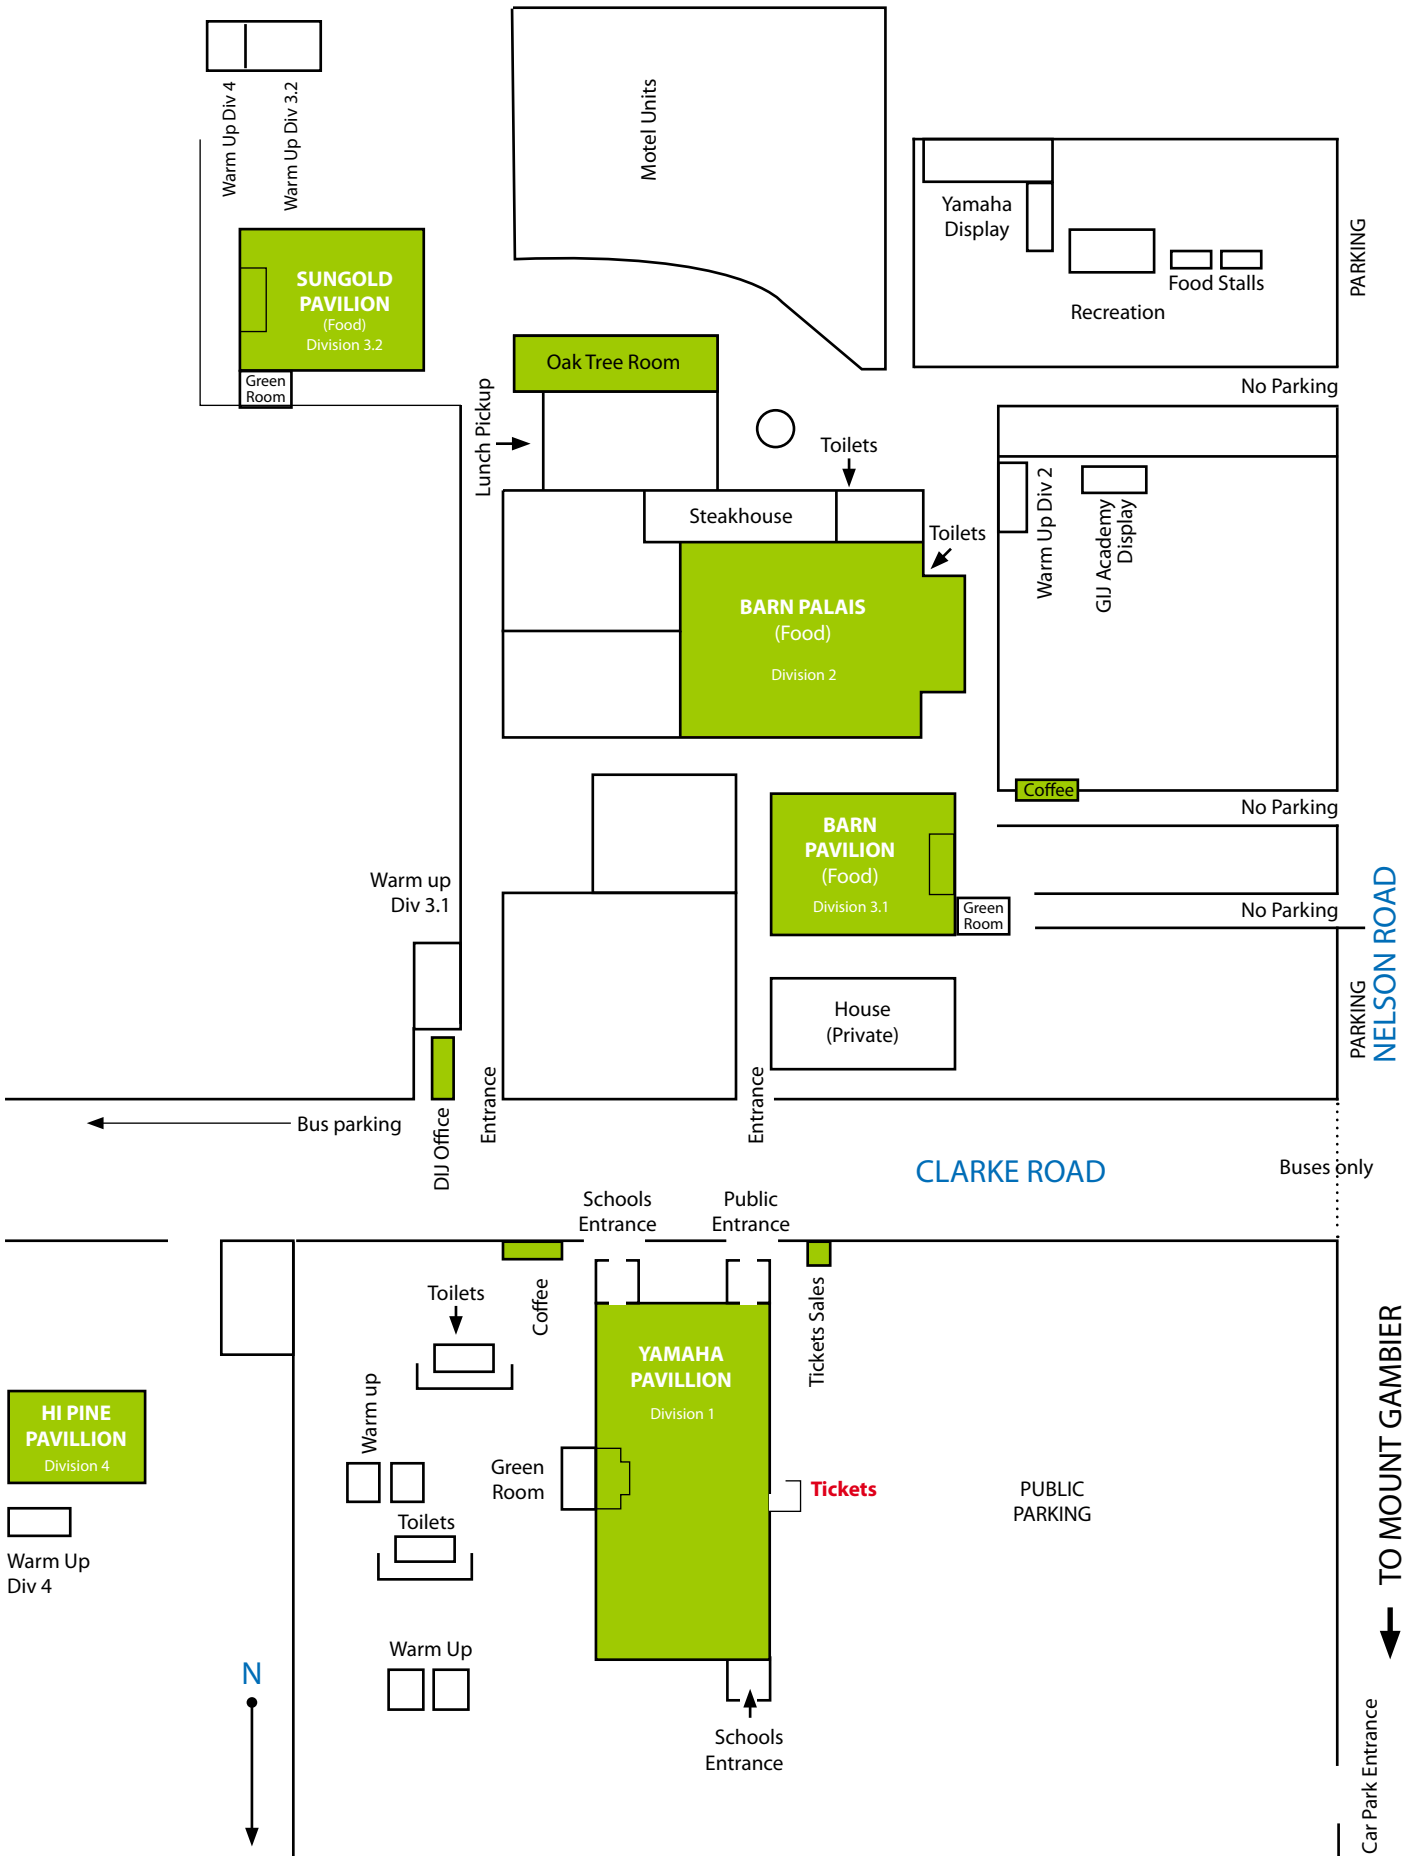 Warm Up Div 4
Warm Up Div 3.2
Motel Units
Yamaha
Display
Food Stalls
Recreation
PARKING
SUNGOLD
PAVILION
(Food)
Division 3.2
Green
Room
Oak Tree Room
No Parking
Lunch Pickup
Toilets
Steakhouse
Toilets
Warm Up Div 2
GIJ Academy
Display
BARN PALAIS
(Food)
Division 2
Coffee
No Parking
BARN
PAVILION
(Food)
Division 3.1
Green
Room
No Parking
Warm up
Div 3.1
House
(Private)
PARKING
NELSON ROAD
Entrance
Entrance
Bus parking
DIJ Office
CLARKE ROAD
Buses only
Schools
Entrance
Public
Entrance
Toilets
Coffee
Tickets Sales
YAMAHA
PAVILLION
Division 1
HI PINE
PAVILLION
Division 4
Warm up
Green
Room
Tickets
PUBLIC
PARKING
TO MOUNT GAMBIER
Toilets
Warm Up
Div 4
Warm Up
N
Schools
Entrance
Car Park Entrance